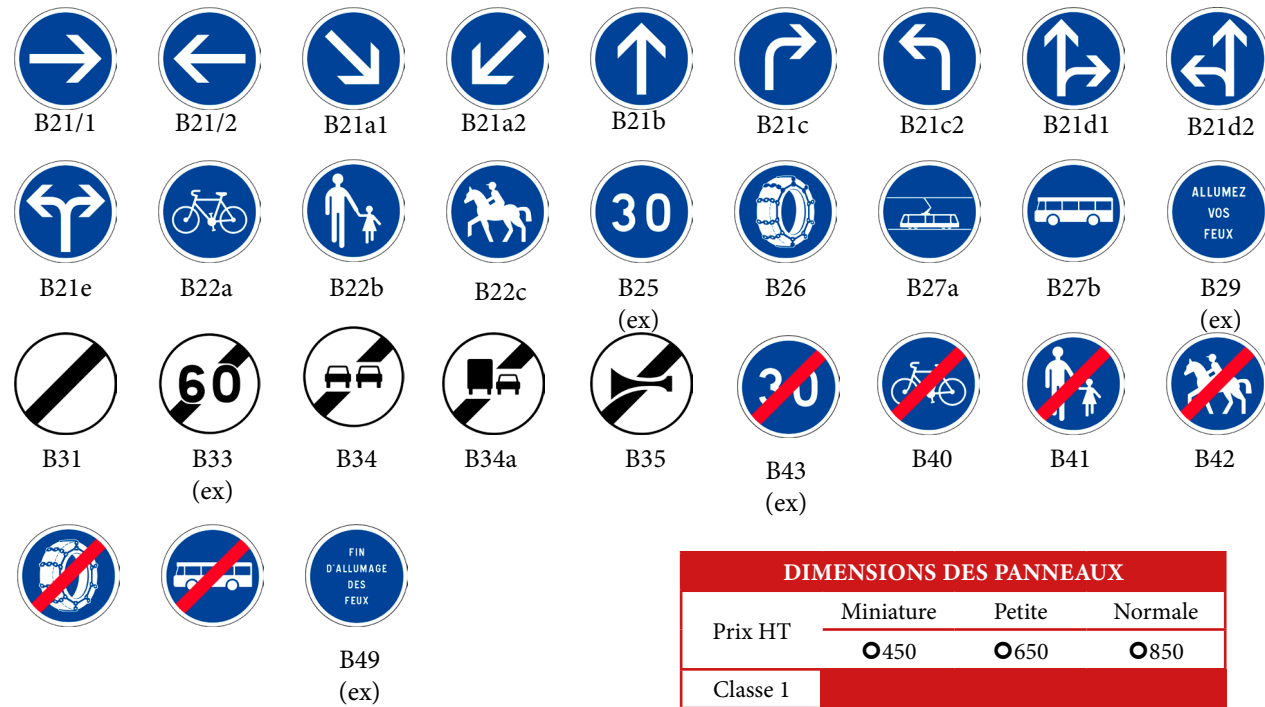 B21/1 B21/2 B21a1 B21a2 B21b B21c B21c2 B21d1 B21d2
30
ALLUMEZ
VOS
FEUX
B21e B22a B22b B22c B25 B26 B27a B27b B29
(ex) (ex)
60
30
B31 B33 B34 B34a B35 B43 B40 B41 B42
(ex) (ex)
FIN
D'ALLUMAGE
DES
FEUX
B49
(ex)
DIMENSIONS DES PANNEAUX
Prix HT Miniature Petite Normale
450 650 850
Classe 1